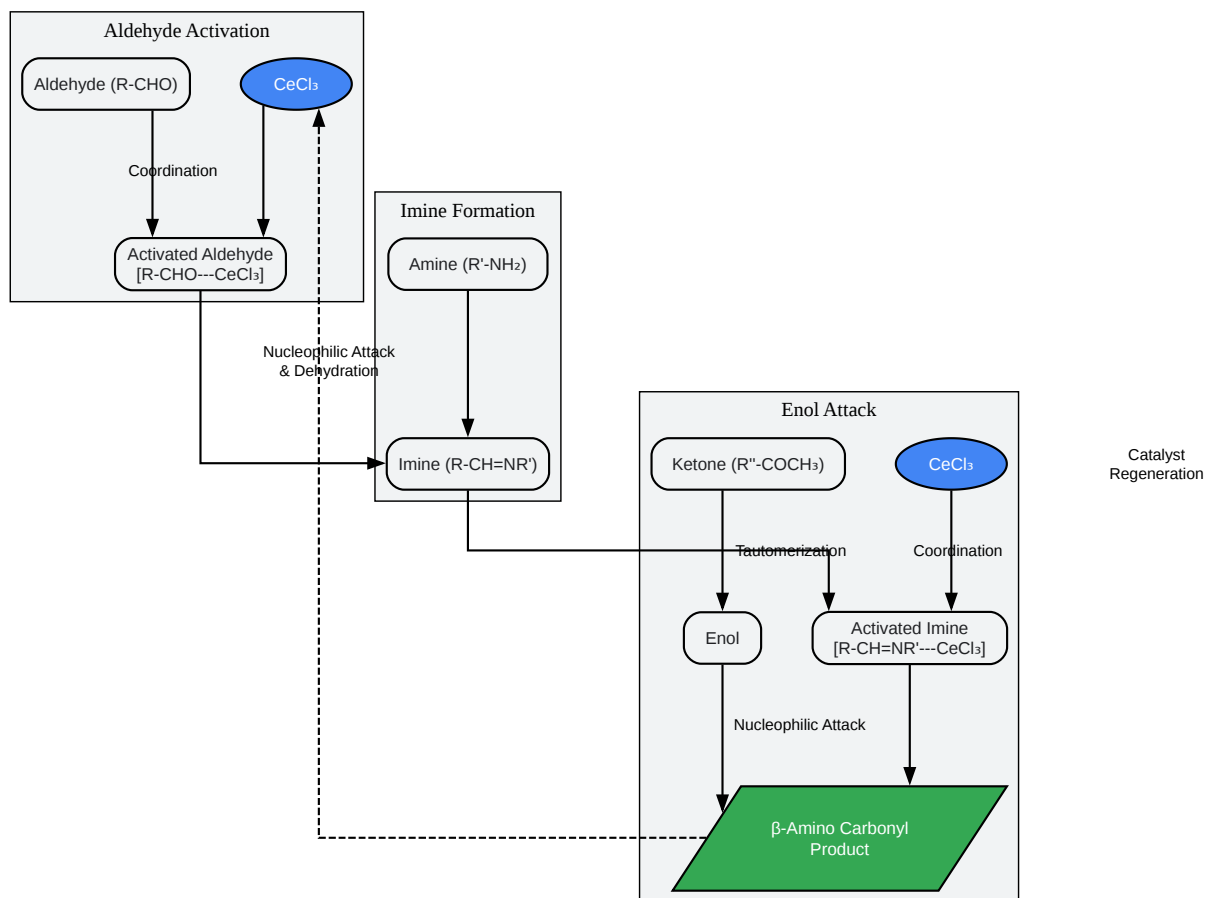 Aldehyde Activation
Aldehyde (R-CHO)
CeCl₃
Coordination
Activated Aldehyde
[R-CHO---CeCl₃]
Imine Formation
Amine (R'-NH₂)
Nucleophilic Attack
& Dehydration
Imine (R-CH=NR')
Enol Attack
Ketone (R"-COCH₃)
CeCl₃
Catalyst
Regeneration
Tautomerization
Coordination
Enol
Activated Imine
[R-CH=NR'---CeCl₃]
Nucleophilic Attack
β-Amino Carbonyl
Product